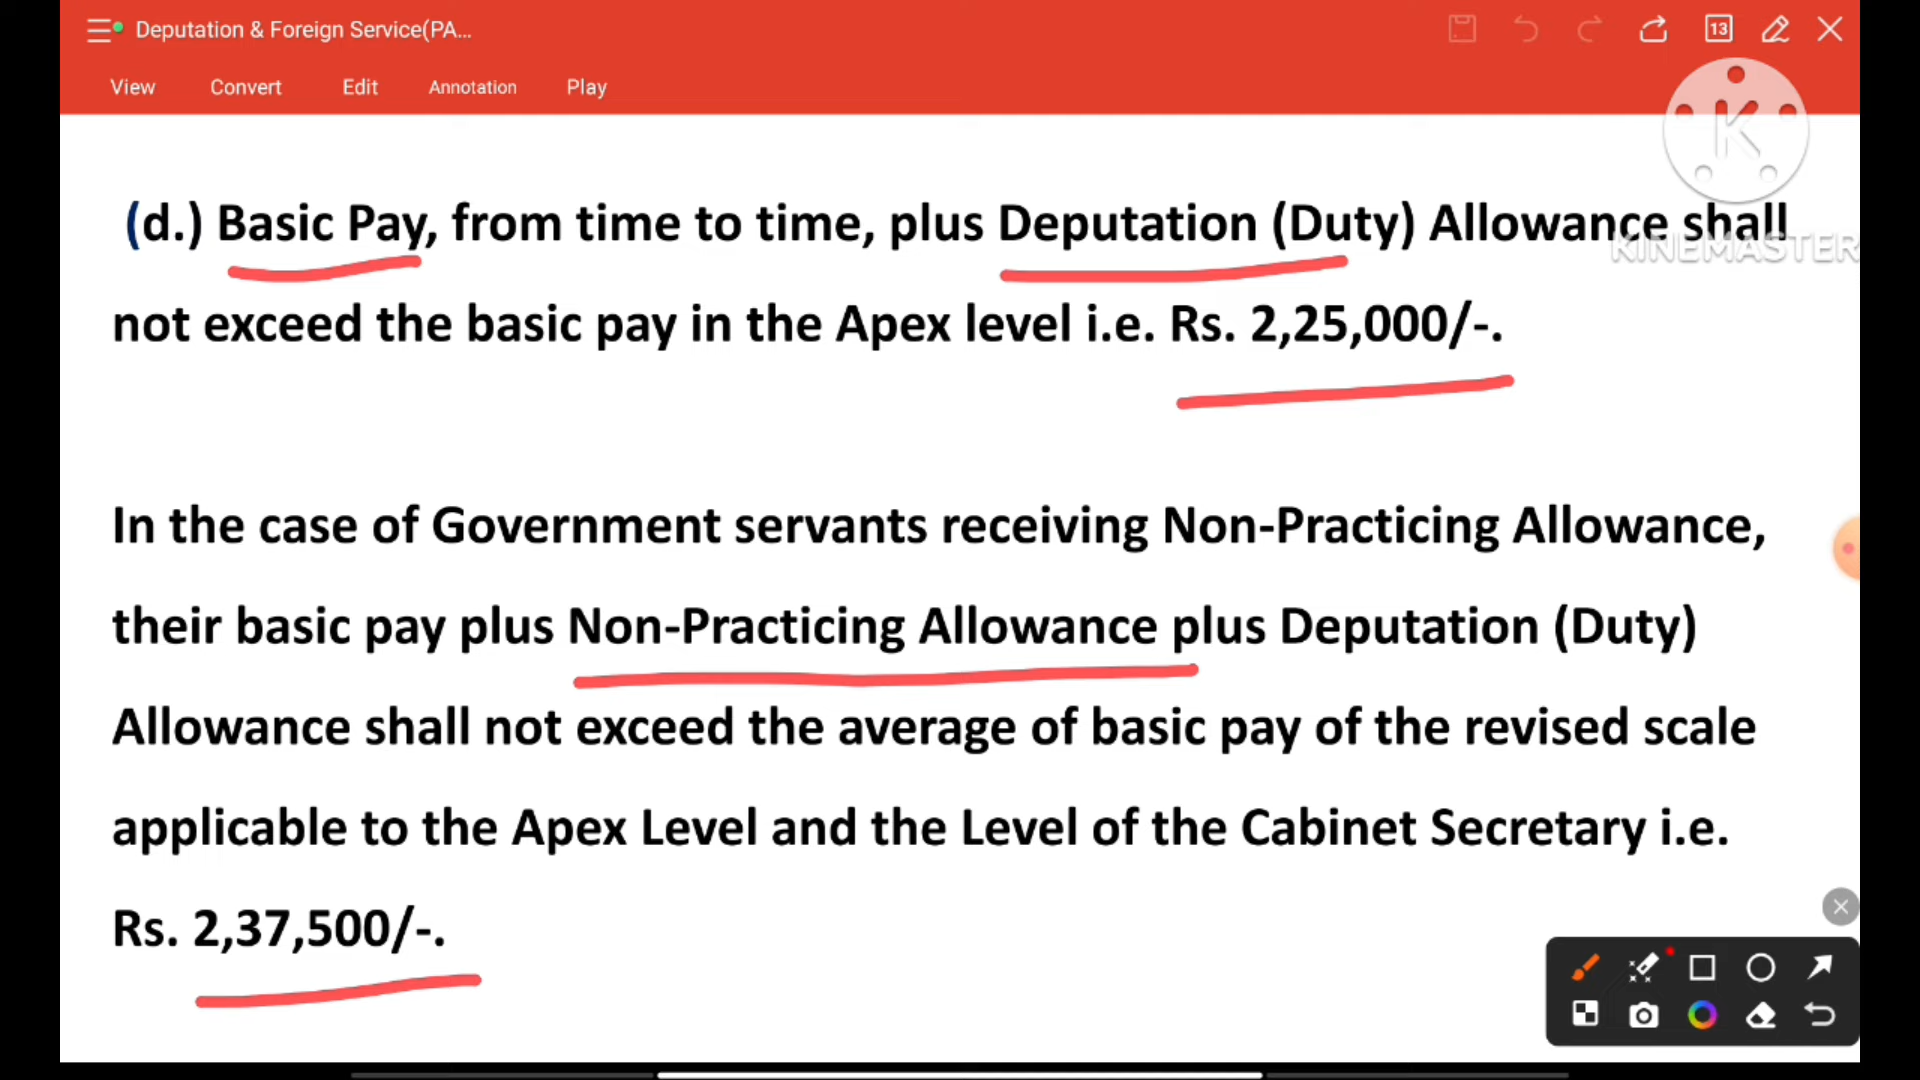 Deputation & Foreign Service(PA...
13
View Convert Edit Annotation Play
K
KINEMASTER
(d.) Basic Pay, from time to time, plus Deputation (Duty) Allowance shall
not exceed the basic pay in the Apex level i.e. Rs. 2,25,000/-.
In the case of Government servants receiving Non-Practicing Allowance,
their basic pay plus Non-Practicing Allowance plus Deputation (Duty)
Allowance shall not exceed the average of basic pay of the revised scale
applicable to the Apex Level and the Level of the Cabinet Secretary i.e.
Rs. 2,37,500/-.